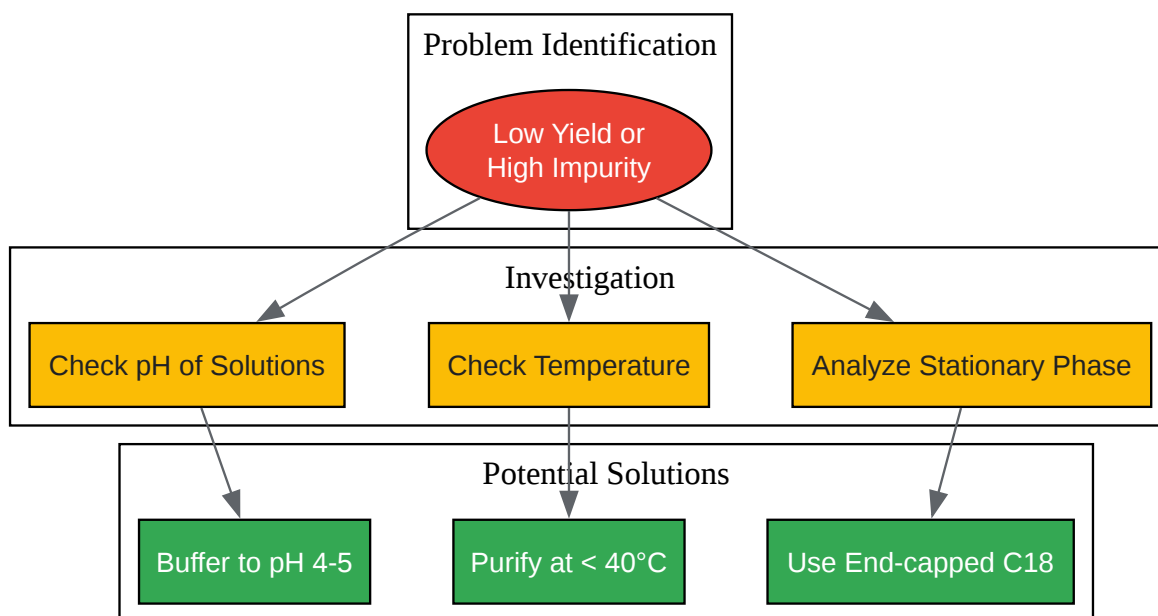 Problem Identification
Low Yield or
High Impurity
Investigation
Check pH of Solutions
Check Temperature
Analyze Stationary Phase
Potential Solutions
Buffer to pH 4-5
Purify at < 40°C
Use End-capped C18